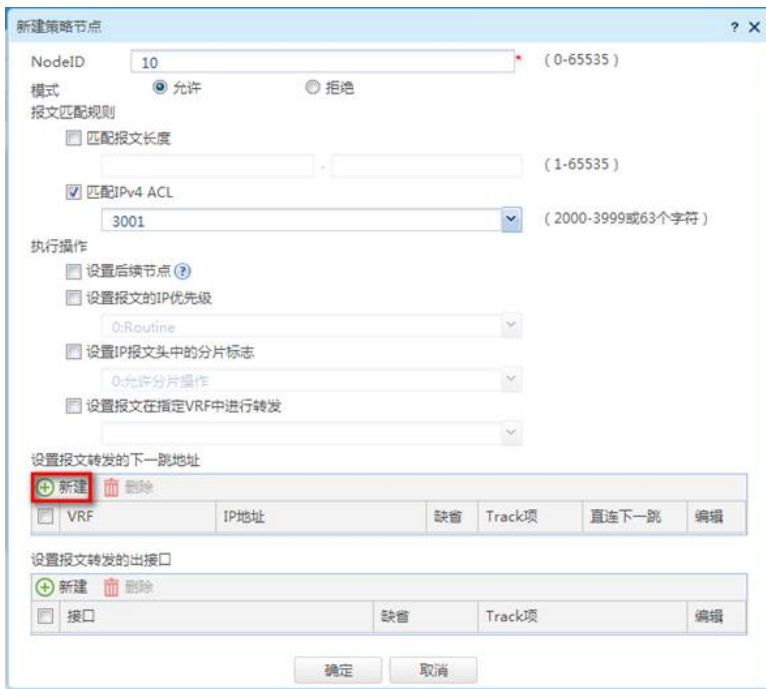 新建策略节点 ?
NodeID 10 * (0-65535)
模式 允许 拒绝
报文匹配规则
匹配报文长度
- (1-65535)
匹配IPv4 ACL
3001 (2000-3999或63个字符)
执行操作
设置后续节点 ?
设置报文的IP优先级
0:Routine
设置IP报文头中的分片标志
0:允许分片操作
设置报文在指定VRF中进行转发
设置报文转发的下一跳地址
新建 删除
VRF IP地址 缺省 Track项 直连下一跳 编辑
设置报文转发的出接口
新建 删除
接口 缺省 Track项 编辑
确定 取消